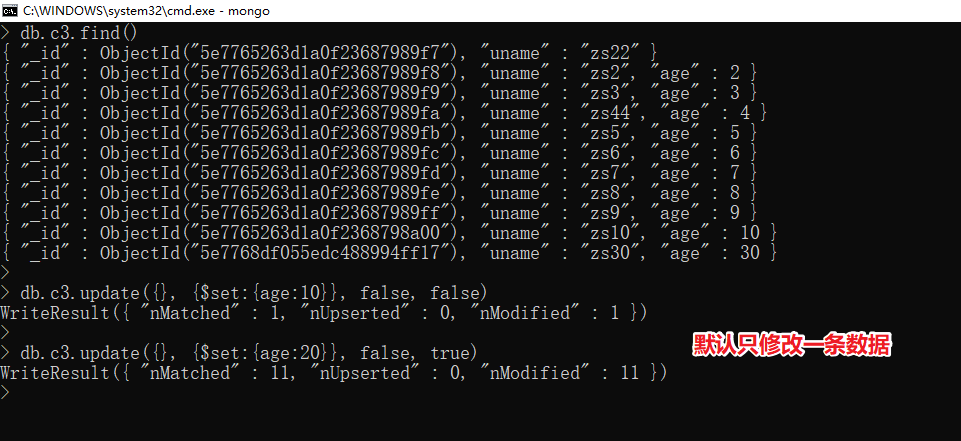 C:\WINDOWS\system32\cmd.exe - mongo
> db.c3.find()
{ "_id" : ObjectId("5e7765263d1a0f23687989f7"), "uname" : "zs22" }
{ "_id" : ObjectId("5e7765263d1a0f23687989f8"), "uname" : "zs2", "age" : 2 }
{ "_id" : ObjectId("5e7765263d1a0f23687989f9"), "uname" : "zs3", "age" : 3 }
{ "_id" : ObjectId("5e7765263d1a0f23687989fa"), "uname" : "zs44", "age" : 4 }
{ "_id" : ObjectId("5e7765263d1a0f23687989fb"), "uname" : "zs5", "age" : 5 }
{ "_id" : ObjectId("5e7765263d1a0f23687989fc"), "uname" : "zs6", "age" : 6 }
{ "_id" : ObjectId("5e7765263d1a0f23687989fd"), "uname" : "zs7", "age" : 7 }
{ "_id" : ObjectId("5e7765263d1a0f23687989fe"), "uname" : "zs8", "age" : 8 }
{ "_id" : ObjectId("5e7765263d1a0f23687989ff"), "uname" : "zs9", "age" : 9 }
{ "_id" : ObjectId("5e7765263d1a0f2368798a00"), "uname" : "zs10", "age" : 10 }
{ "_id" : ObjectId("5e7768df055edc488994ff17"), "uname" : "zs30", "age" : 30 }
>
> db.c3.update({}, {$set:{age:10}}, false, false)
WriteResult({ "nMatched" : 1, "nUpserted" : 0, "nModified" : 1 })
>
> db.c3.update({}, {$set:{age:20}}, false, true)
默认只修改一条数据
WriteResult({ "nMatched" : 11, "nUpserted" : 0, "nModified" : 11 })
>